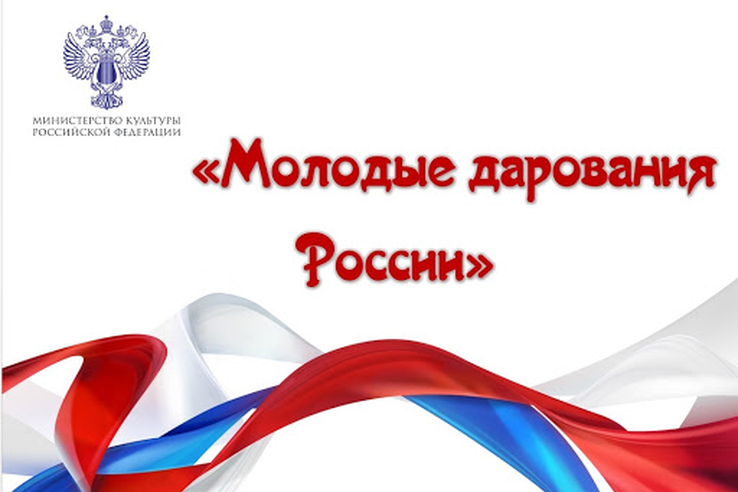 МИНИСТЕРСТВО КУЛЬТУРЫ
РОССИЙСКОЙ ФЕДЕРАЦИИ
«Молодые дарования
России»